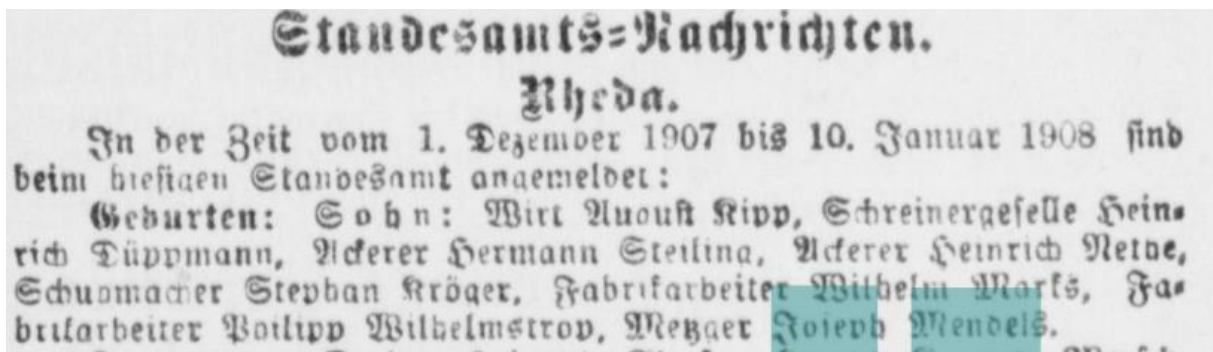 Standesamts-Nachrichten.
Rheda.
In der Zeit vom 1. Dezember 1907 bis 10. Januar 1908 sind
beim hiesigen Standesamt angemeldet:
Geburten: Sohn: Wirt August Kipp, Schreinergeselle Hein-
rich Düppmann, Ackerer Hermann Steiling, Ackerer Heinrich
Schuhmacher Stephan Kröger, Fabrikarbeiter Wilhelm Marks, Fa-
brikarbeiter Philipp Wilhelmstrop, Metzger Joseph Mendels.